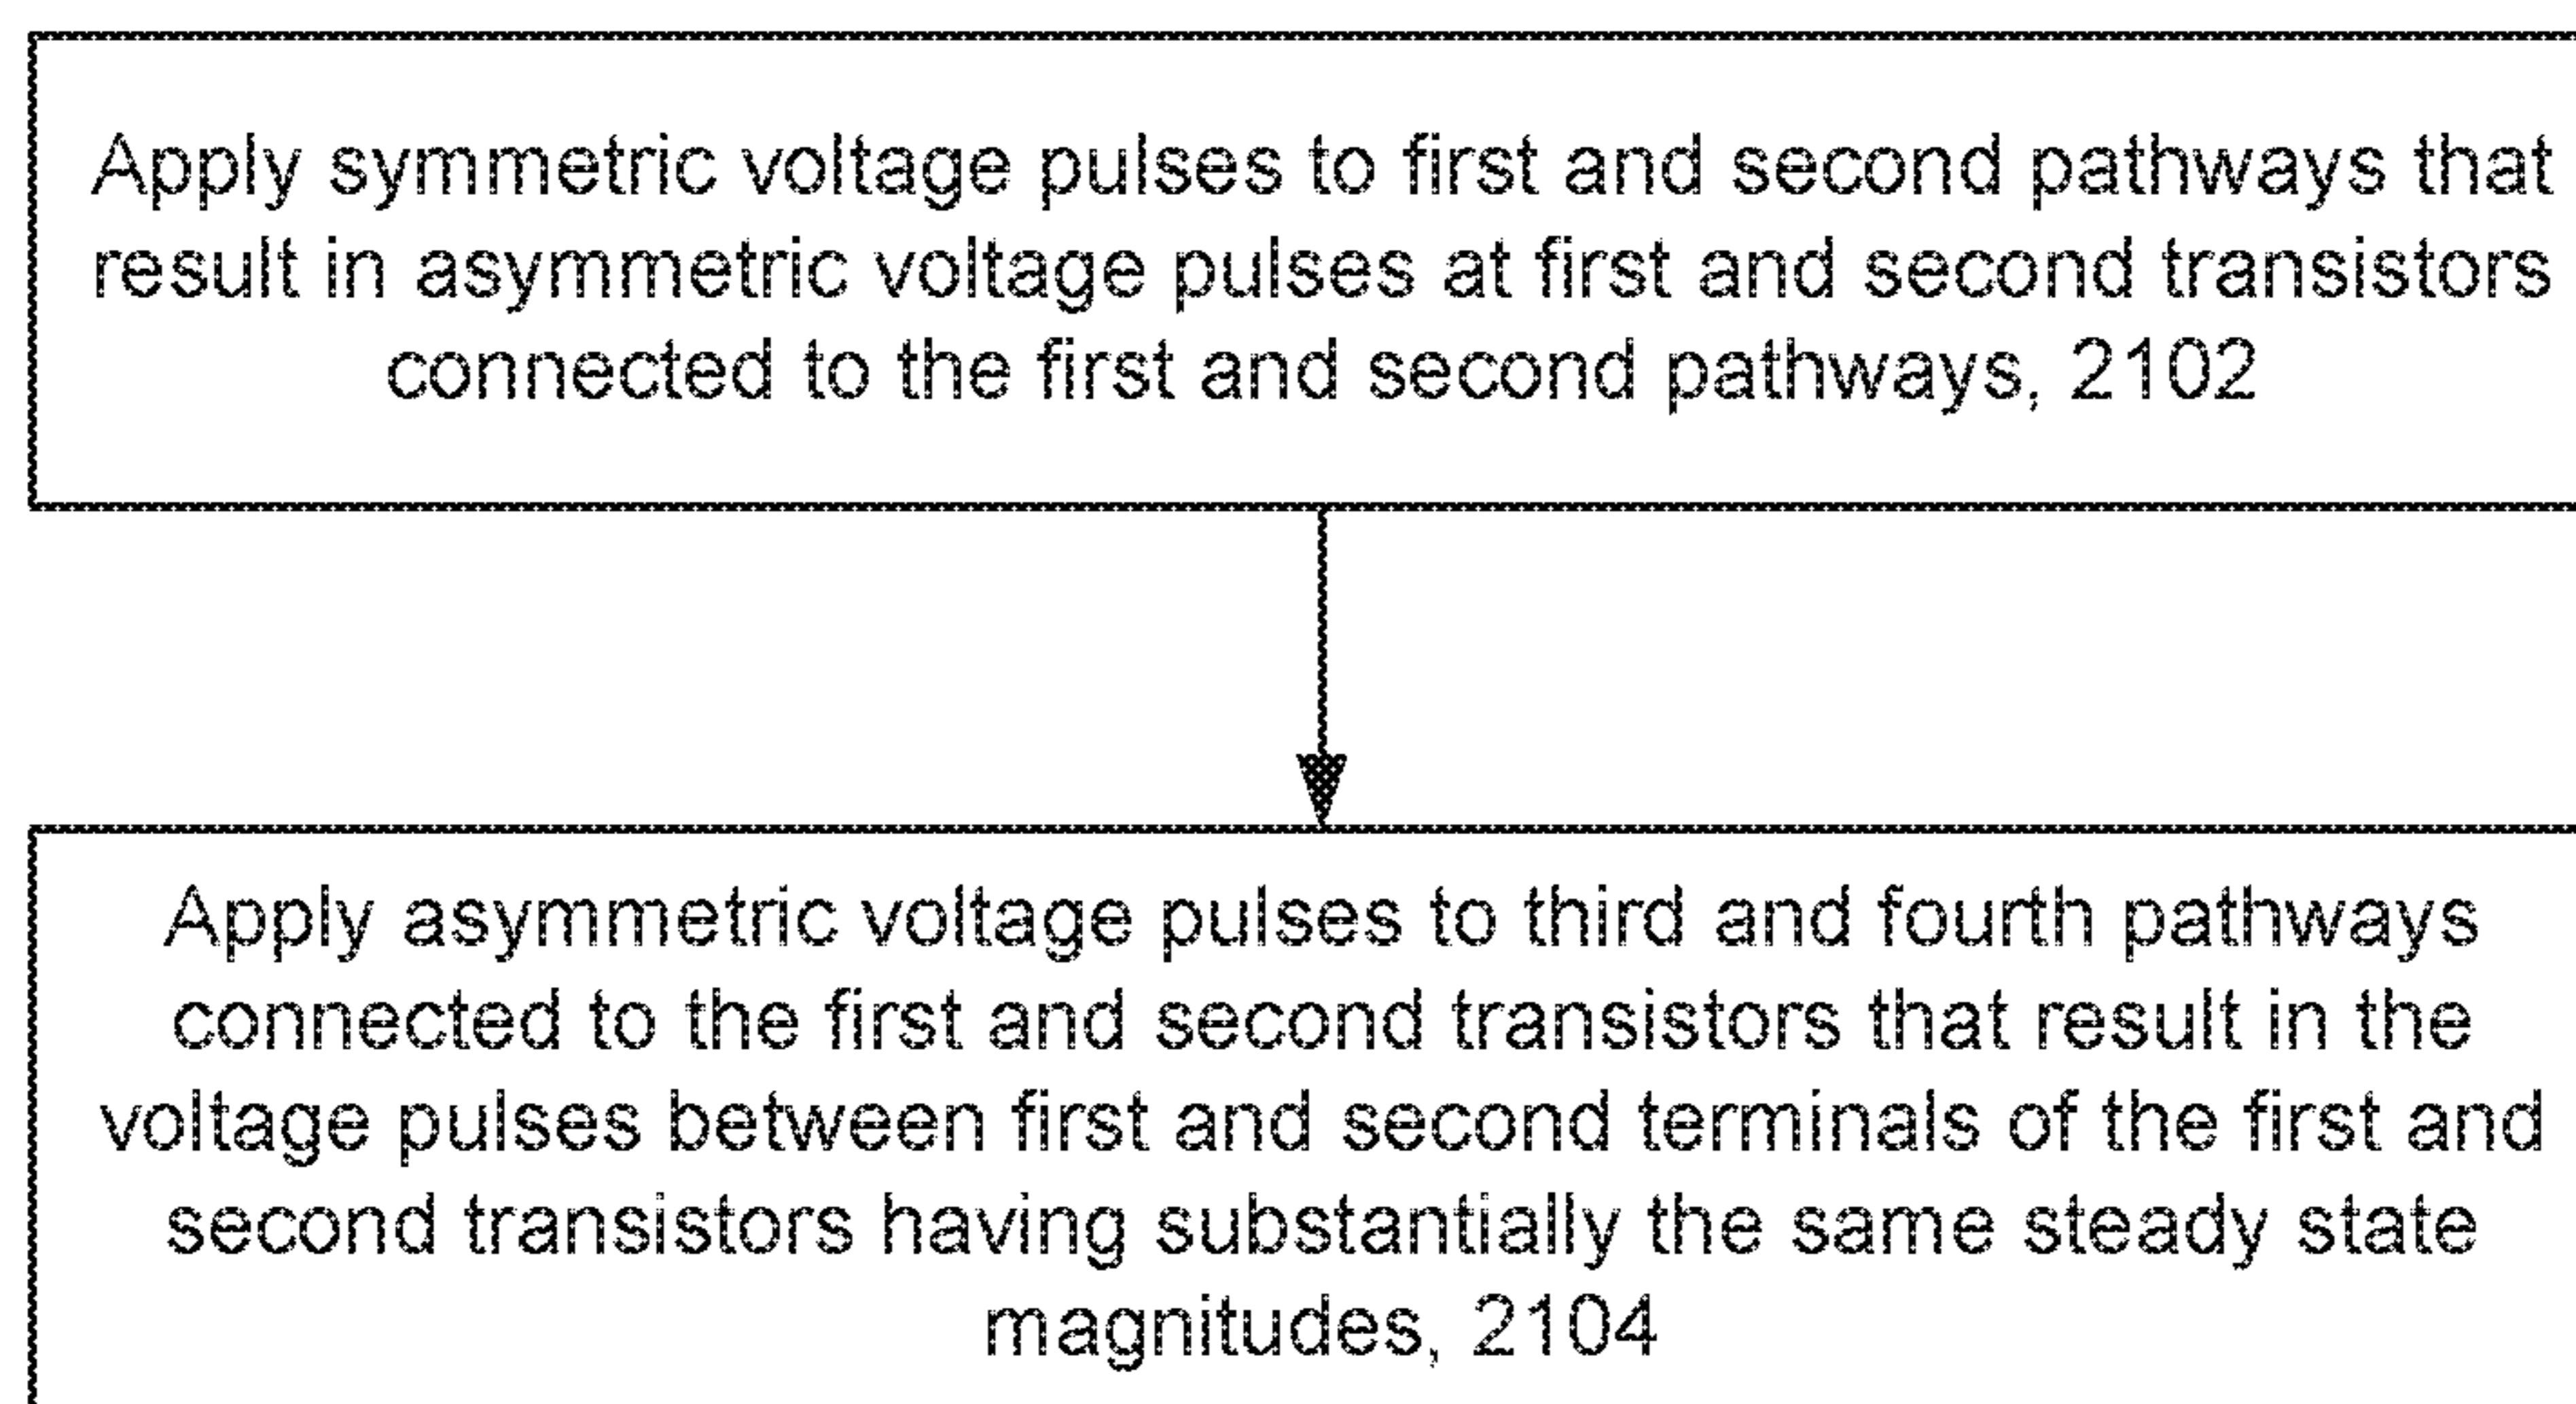 Apply symmetric voltage pulses to first and second pathways that
result in asymmetric voltage pulses at first and second transistors
connected to the first and second pathways, 2102
Apply asymmetric voltage pulses to third and fourth pathways
connected to the first and second transistors that result in the
voltage pulses between first and second terminals of the first and
second transistors having substantially the same steady state
magnitudes, 2104